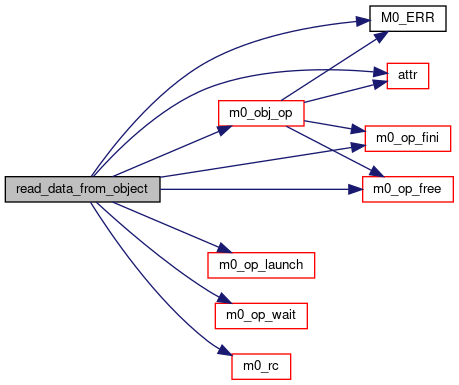 M0_ERR
attr
m0_obj_op
m0_op_fini
read_data_from_object
m0_op_free
m0_op_launch
m0_op_wait
m0_rc